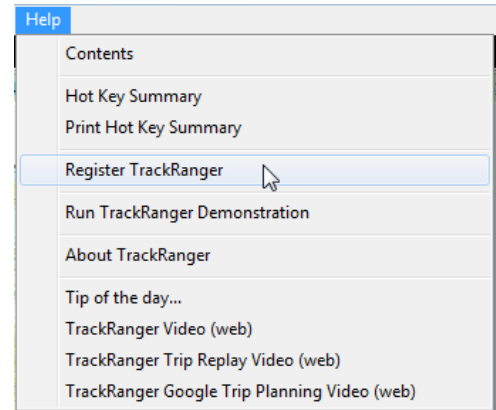 Help
Contents
Hot Key Summary
Print Hot Key Summary
Register TrackRanger
Run TrackRanger Demonstration
About TrackRanger
Tip of the day...
TrackRanger Video (web)
TrackRanger Trip Replay Video (web)
TrackRanger Google Trip Planning Video (web)